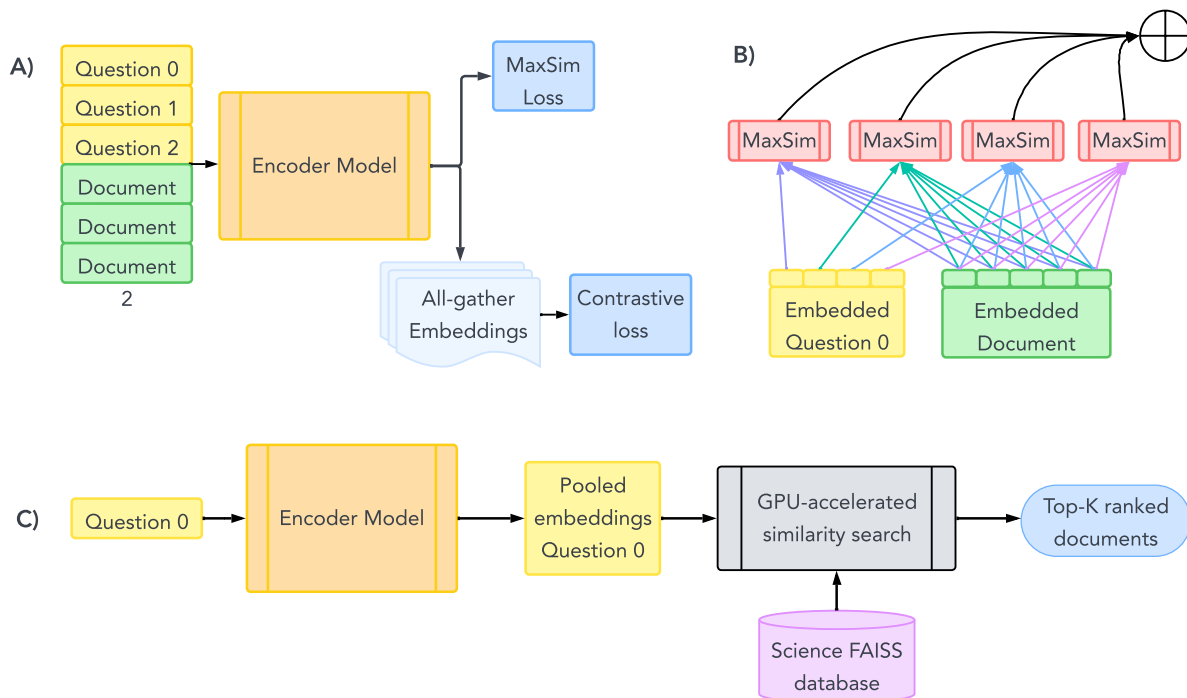 A)
Question 0
Question 1
Question 2
Document
Document
Document
2
Encoder Model
MaxSim
Loss
All-gather
Embeddings
Contrastive
loss
B)
MaxSim
MaxSim
MaxSim
MaxSim
Embedded
Question 0
Embedded
Document
C)
Question 0
Encoder Model
Pooled
embeddings
Question 0
GPU-accelerated
similarity search
Top-K ranked
documents
Science FAISS
database